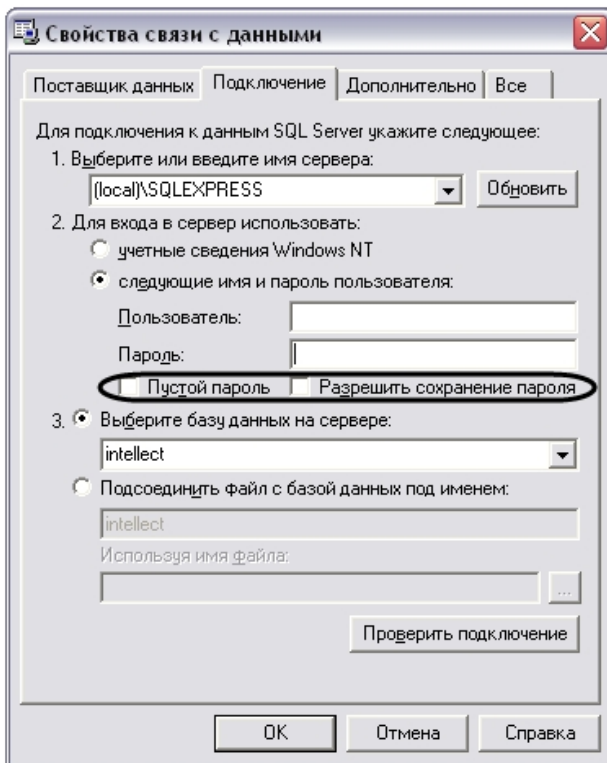 Свойства связи с данными
Поставщик данных Подключение Дополнительно Все
Для подключения к данным SQL Server укажите следующее:
1. Выберите или введите имя сервера:
(local)\SQLEXPRESS Обновить
2. Для входа в сервер использовать:
учетные сведения Windows NT
следующие имя и пароль пользователя:
Пользователь:
Пароль:
Пустой пароль Разрешить сохранение пароля
3. Выберите базу данных на сервере:
intellect
Подсоединить файл с базой данных под именем:
intellect
Используя имя файла:
...
Проверить подключение
OK Отмена Справка